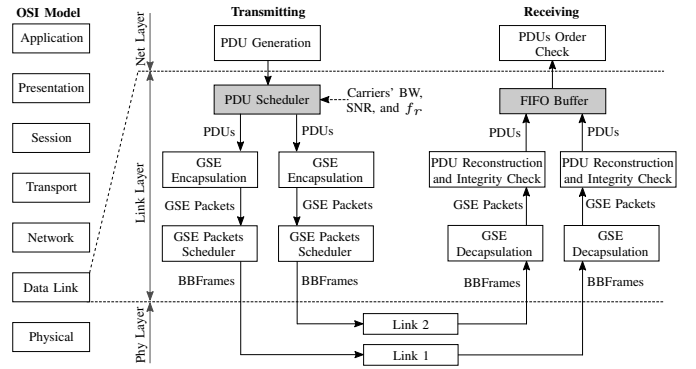 OSI Model
Transmitting
Receiving
Application
Presentation
Session
Transport
Network
Data Link
Physical
Net Layer
Link Layer
Phy Layer
PDU Generation
PDU Scheduler
Carriers' BW,
SNR, and f_r
PDUs
PDUs
GSE
Encapsulation
GSE
Encapsulation
GSE Packets
GSE Packets
GSE Packets
Scheduler
GSE Packets
Scheduler
BBFrames
BBFrames
Link 2
Link 1
PDUs Order
Check
FIFO Buffer
PDUs
PDUs
PDU Reconstruction
and Integrity Check
PDU Reconstruction
and Integrity Check
GSE Packets
GSE Packets
GSE
Decapsulation
GSE
Decapsulation
BBFrames
BBFrames